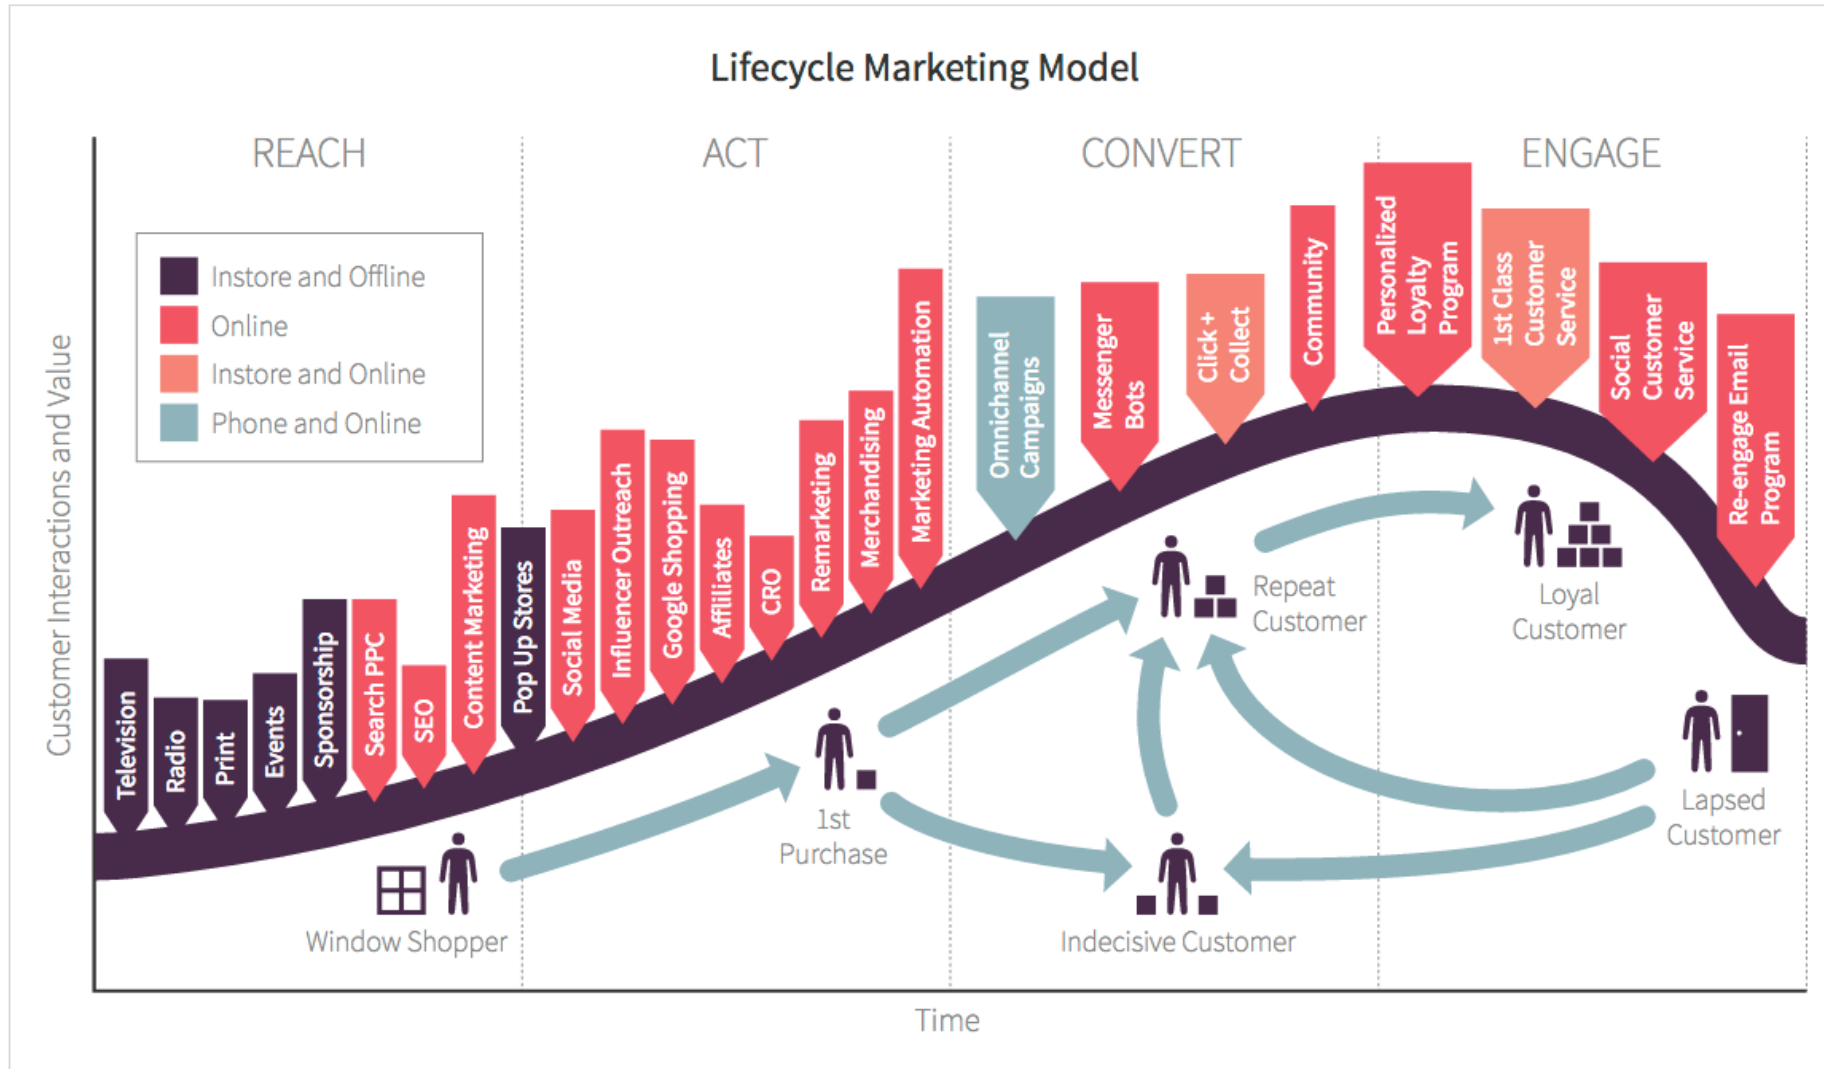 Lifecycle Marketing Model
REACH
ACT
CONVERT
ENGAGE
Instore and Offline
Online
Instore and Online
Phone and Online
Customer Interactions and Value
Television
Radio
Print
Events
Sponsorship
Search PPC
SEO
Content Marketing
Pop Up Stores
Social Media
Influencer Outreach
Google Shopping
Affliliates
CRO
Remarketing
Merchandising
Marketing Automation
Omnichannel
Campaigns
Messenger
Bots
Click +
Collect
Community
Personalized
Loyalty
Program
1st Class
Customer
Service
Social
Customer
Service
Re-engage Email
Program
Window Shopper
1st
Purchase
Repeat
Customer
Indecisive Customer
Loyal
Customer
Lapsed
Customer
Time